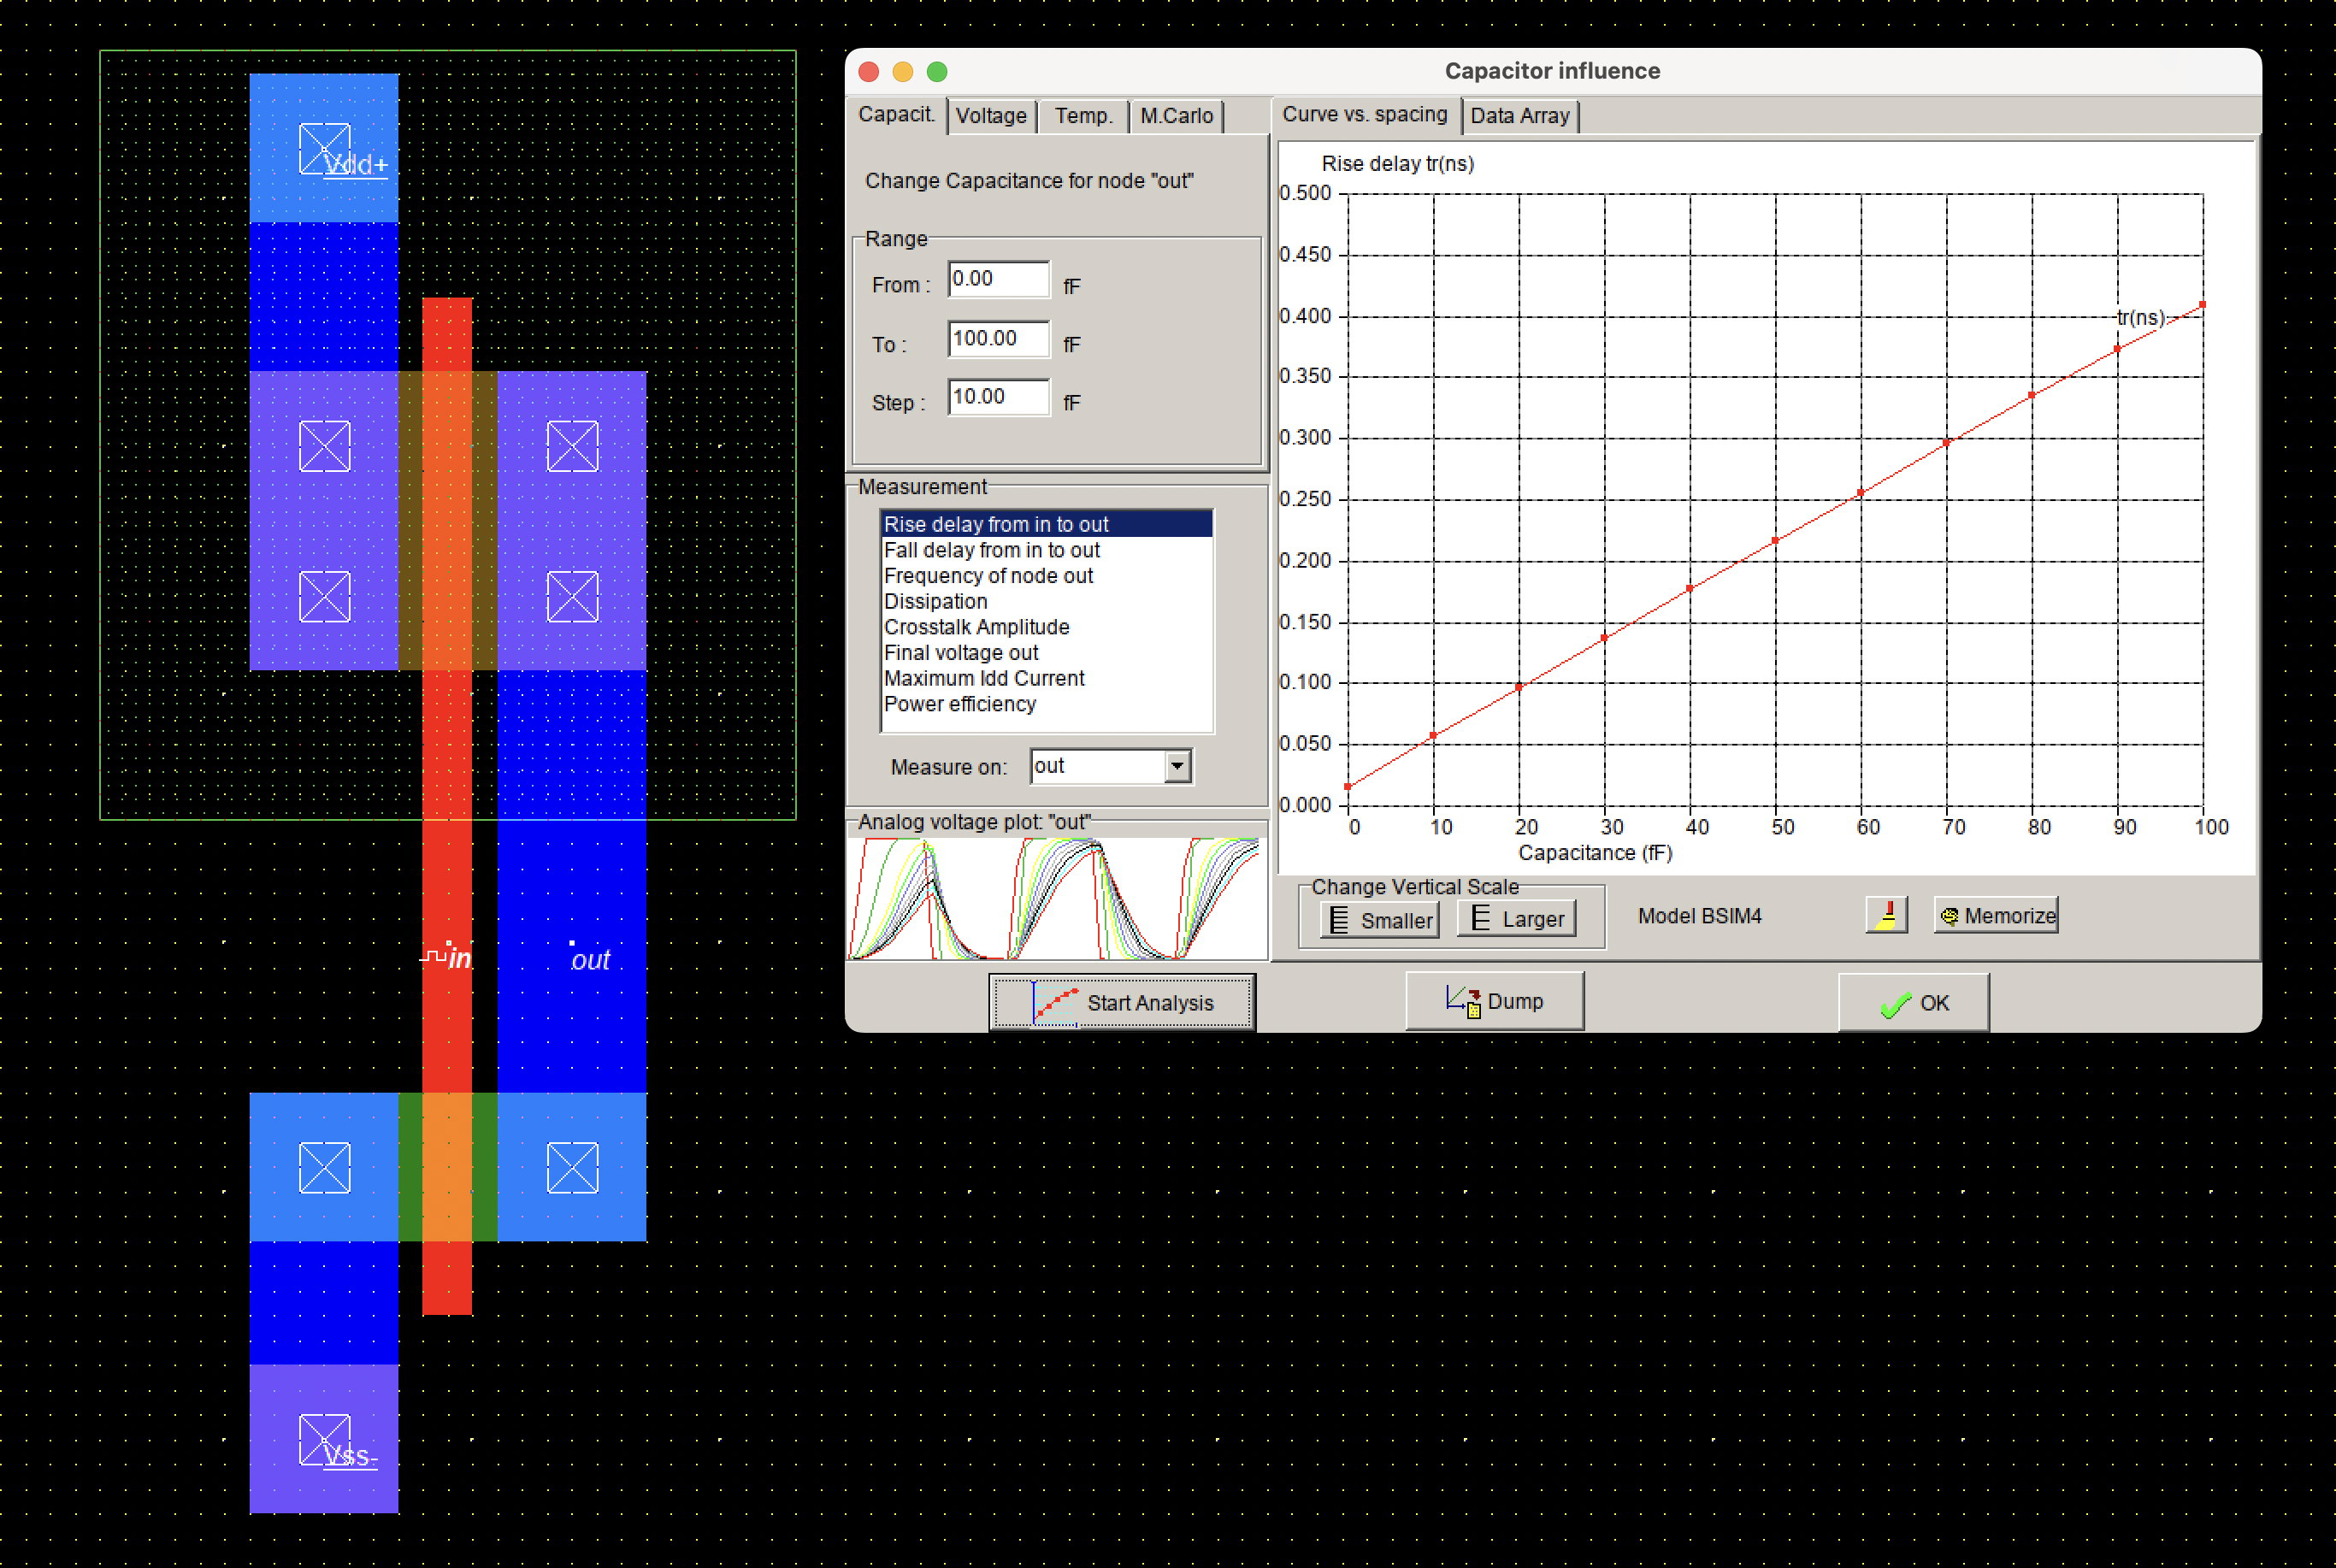 Vdd+
in
out
Vss-
Capacitor influence
Capacit.
Voltage
Temp.
M.Carlo
Change Capacitance for node "out"
Range
From : 0.00 fF
To : 100.00 fF
Step : 10.00 fF
Measurement
Rise delay from in to out
Fall delay from in to out
Frequency of node out
Dissipation
Crosstalk Amplitude
Final voltage out
Maximum Idd Current
Power efficiency
Measure on: out
Analog voltage plot: "out"
Curve vs. spacing
Data Array
Rise delay tr(ns)
0.500
0.450
0.400
0.350
0.300
0.250
0.200
0.150
0.100
0.050
0.000
tr(ns)
0 10 20 30 40 50 60 70 80 90 100
Capacitance (fF)
Change Vertical Scale
Smaller
Larger
Model BSIM4
Memorize
Start Analysis
Dump
OK